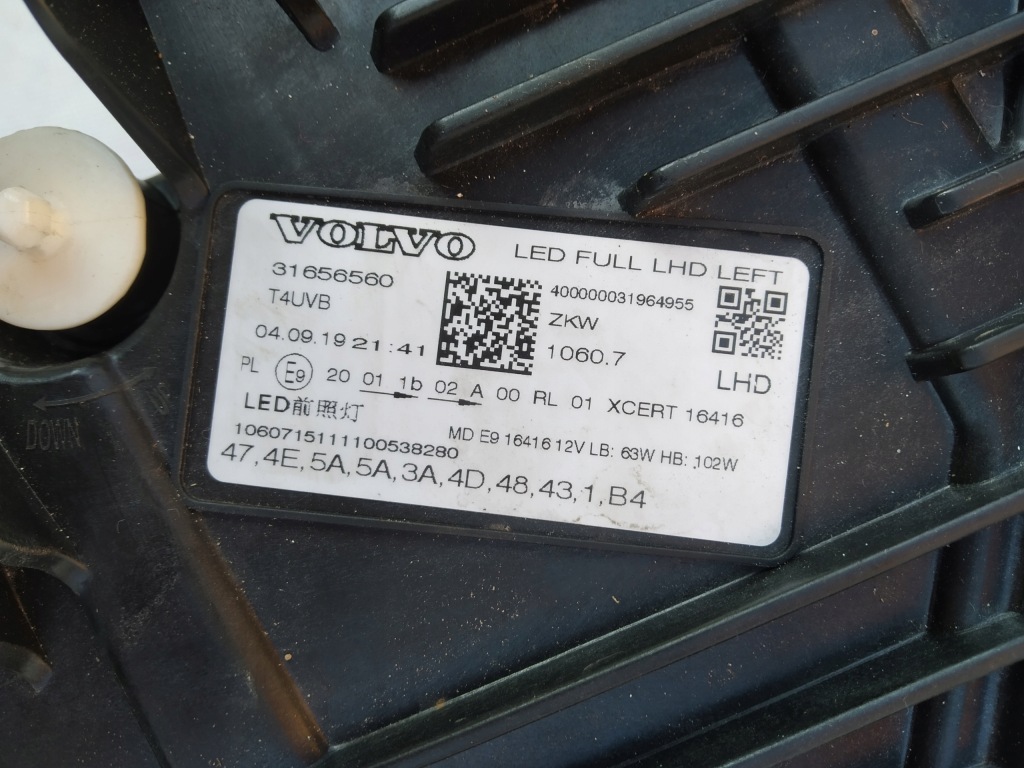 VOLVO LED FULL LHD LEFT
31656560 400000031964955
T4UVB ZKW
04.09.19 21:41 1060.7
LHD
PL E9 20 01 1b 02 A 00 RL 01 XCERT 16416
LED前照灯 MD E9 16416 12V LB: 63W HB: 102W
10607151111100538280
47,4E,5A,5A,3A,4D,48,43,1,B4
DOWN